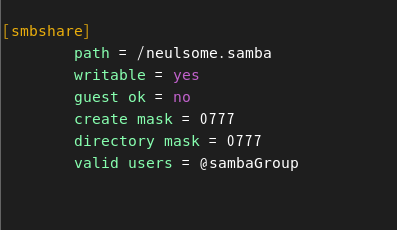 [smbshare]
path = /neulsome.samba
writable = yes
guest ok = no
create mask = 0777
directory mask = 0777
valid users = @sambaGroup